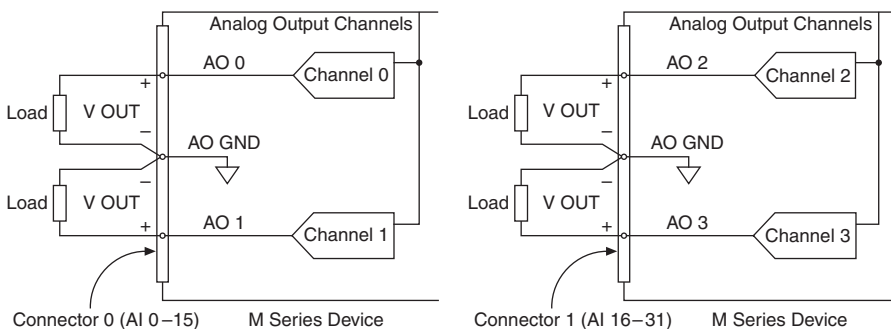 Analog Output Channels
AO 0
Channel 0
+
Load
V OUT
–
AO GND
–
Load
V OUT
+
AO 1
Channel 1
Connector 0 (AI 0–15)
M Series Device
Analog Output Channels
AO 2
Channel 2
+
Load
V OUT
–
AO GND
–
Load
V OUT
+
AO 3
Channel 3
Connector 1 (AI 16–31)
M Series Device